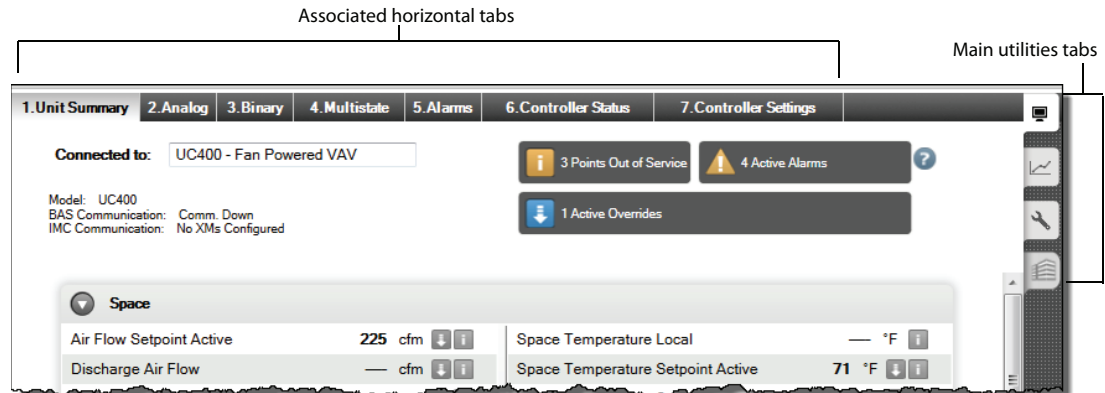 Associated horizontal tabs
Main utilities tabs
1.Unit Summary 2.Analog 3.Binary 4.Multistate 5.Alarms 6.Controller Status 7.Controller Settings
Connected to: UC400 - Fan Powered VAV
i 3 Points Out of Service ! 4 Active Alarms ?
Model: UC400
BAS Communication: Comm. Down
IMC Communication: No XMs Configured
1 Active Overrides
Space
Air Flow Setpoint Active 225 cfm i Space Temperature Local — °F i
Discharge Air Flow — cfm i Space Temperature Setpoint Active 71 °F i